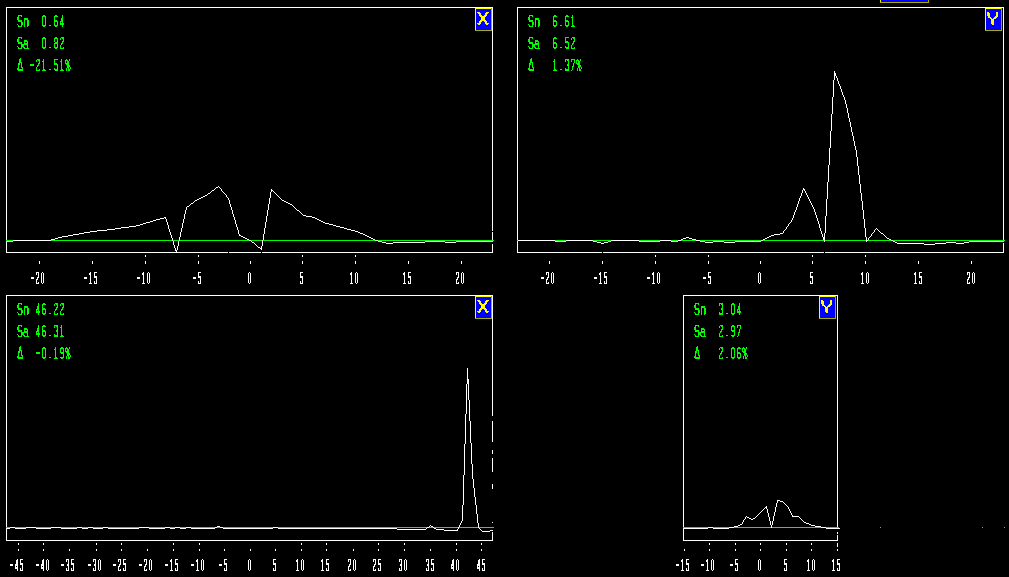 X
Sn 0.64
Sa 0.82
Δ -21.51%
-20 -15 -10 -5 0 5 10 15 20
Y
Sn 6.61
Sa 6.52
Δ 1.37%
-20 -15 -10 -5 0 5 10 15 20
X
Sn 46.22
Sa 46.31
Δ -0.19%
-45 -40 -35 -30 -25 -20 -15 -10 -5 0 5 10 15 20 25 30 35 40 45
Y
Sn 3.04
Sa 2.97
Δ 2.06%
-15 -10 -5 0 5 10 15